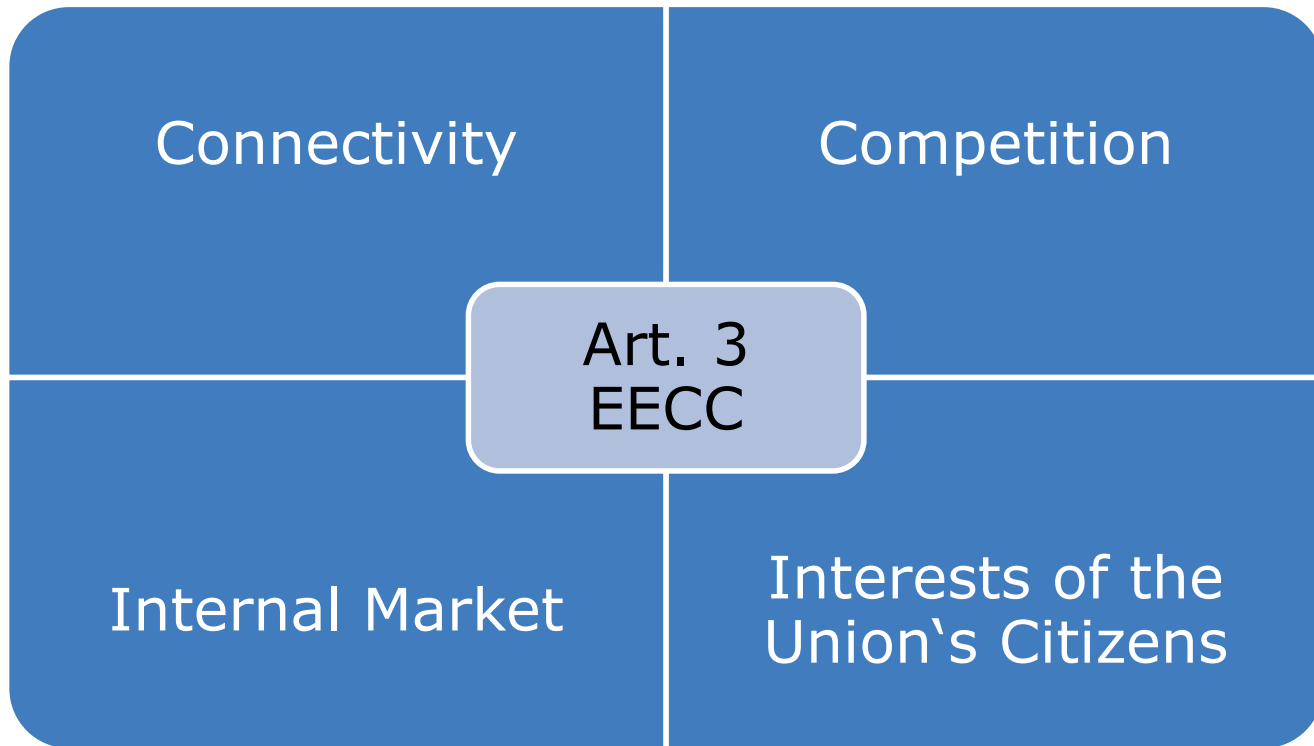 Connectivity
Competition
Art. 3
EECC
Internal Market
Interests of the
Union‘s Citizens